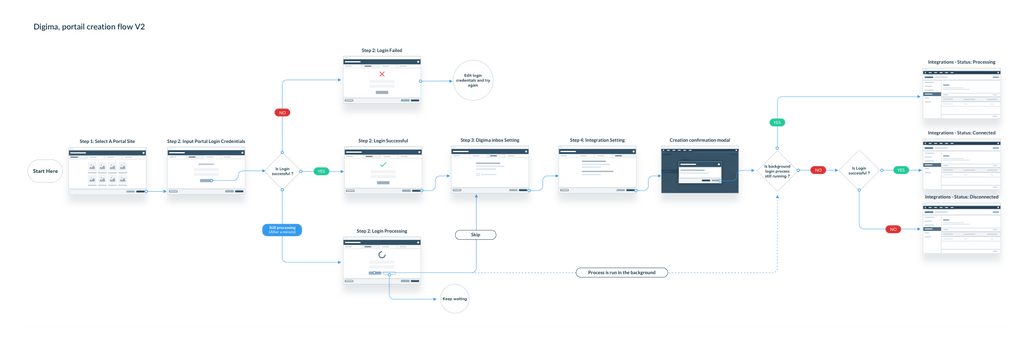 Digima, portail creation flow V2
Step 2: Login Failed
Edit login
credentials and try
again
Integrations - Status: Processing
NO
YES
Step 1: Select A Portal Site
Step 2: Input Portal Login Credentials
Step 2: Login Successful
Step 3: Digima Inbox Setting
Step 4: Integration Setting
Creation confirmation modal
Integrations - Status: Connected
Start Here
Is Login
successful ?
YES
Is background
login process
still running ?
NO
Is Login
successful ?
YES
Integrations - Status: Disconnected
Still processing
(After a minute)
Step 2: Login Processing
Skip
NO
Process is run in the background
Keep waiting